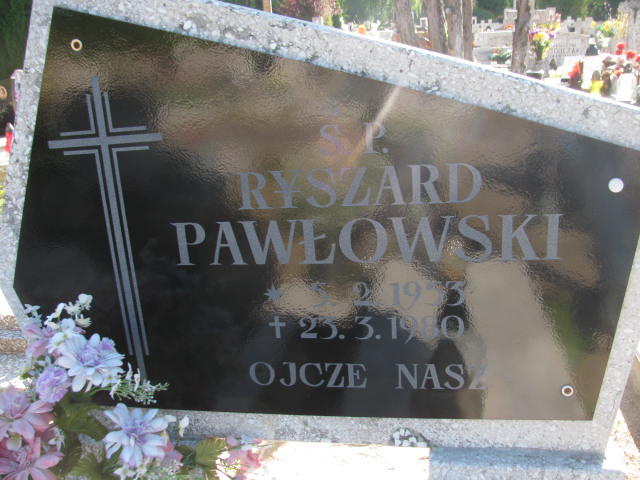 Ś. P.
RYSZARD
PAWŁOWSKI
* 5. 2. 1953
† 23. 3. 1980
OJCZE NASZ